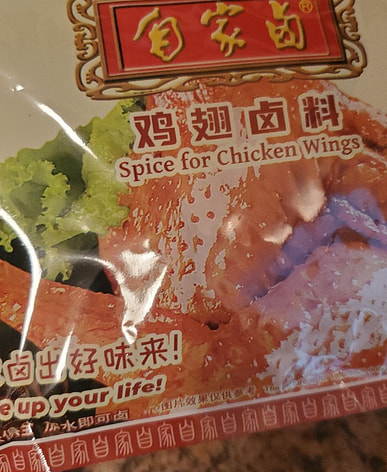 自家卤®
鸡翅卤料
Spice for Chicken Wings
卤出好味来!
up your life!
图片效果仅供参考
加水即可卤
自家自家自家自家自家自家自家